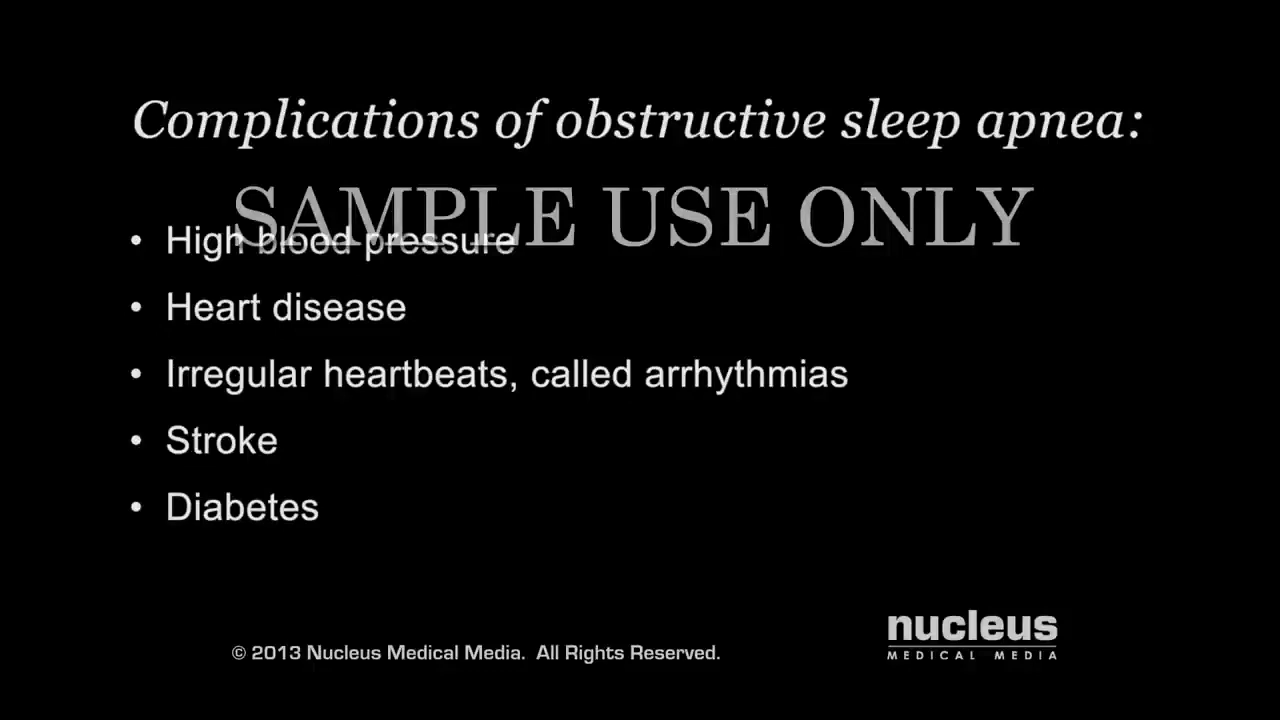 Complications of obstructive sleep apnea:
SAMPLE USE ONLY
• High blood pressure
• Heart disease
• Irregular heartbeats, called arrhythmias
• Stroke
• Diabetes
© 2013 Nucleus Medical Media. All Rights Reserved.
nucleus
MEDICAL MEDIA